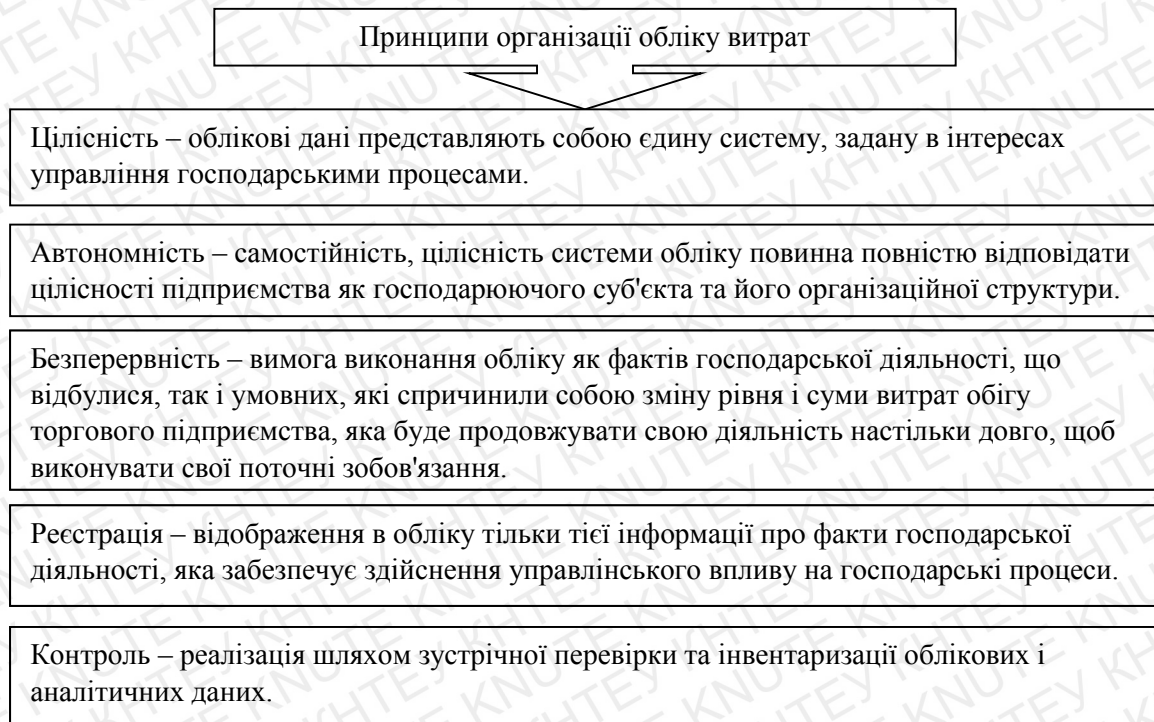 Принципи організації обліку витрат
Цілісність – облікові дані представляють собою єдину систему, задану в інтересах
управління господарськими процесами.
Автономність – самостійність, цілісність системи обліку повинна повністю відповідати
цілісності підприємства як господарюючого суб'єкта та його організаційної структури.
Безперервність – вимога виконання обліку як фактів господарської діяльності, що
відбулися, так і умовних, які спричинили собою зміну рівня і суми витрат обігу
торгового підприємства, яка буде продовжувати свою діяльність настільки довго, щоб
виконувати свої поточні зобов'язання.
Реєстрація – відображення в обліку тільки тієї інформації про факти господарської
діяльності, яка забезпечує здійснення управлінського впливу на господарські процеси.
Контроль – реалізація шляхом зустрічної перевірки та інвентаризації облікових і
аналітичних даних.